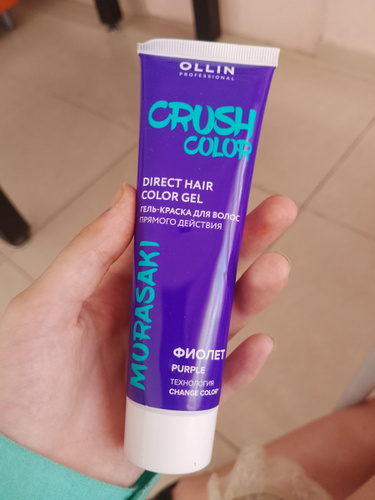 OLLIN
PROFESSIONAL
CRUSH
COLOR
DIRECT HAIR
COLOR GEL
ГЕЛЬ-КРАСКА ДЛЯ ВОЛОС
ПРЯМОГО ДЕЙСТВИЯ
MURASAKI
ФИОЛЕТ
PURPLE
ТЕХНОЛОГИЯ
CHANGE COLOR*